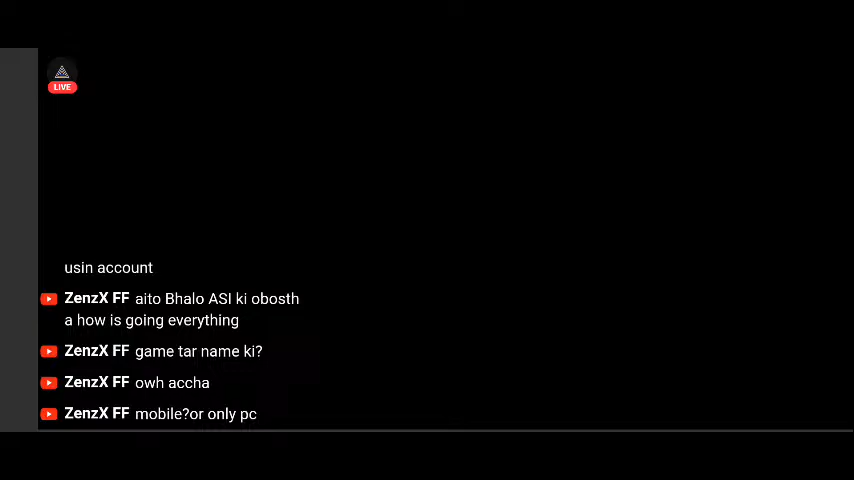 LIVE
usin account
ZenzX FF aito Bhalo ASI ki obosth
a how is going everything
ZenzX FF game tar name ki?
ZenzX FF owh accha
ZenzX FF mobile?or only pc